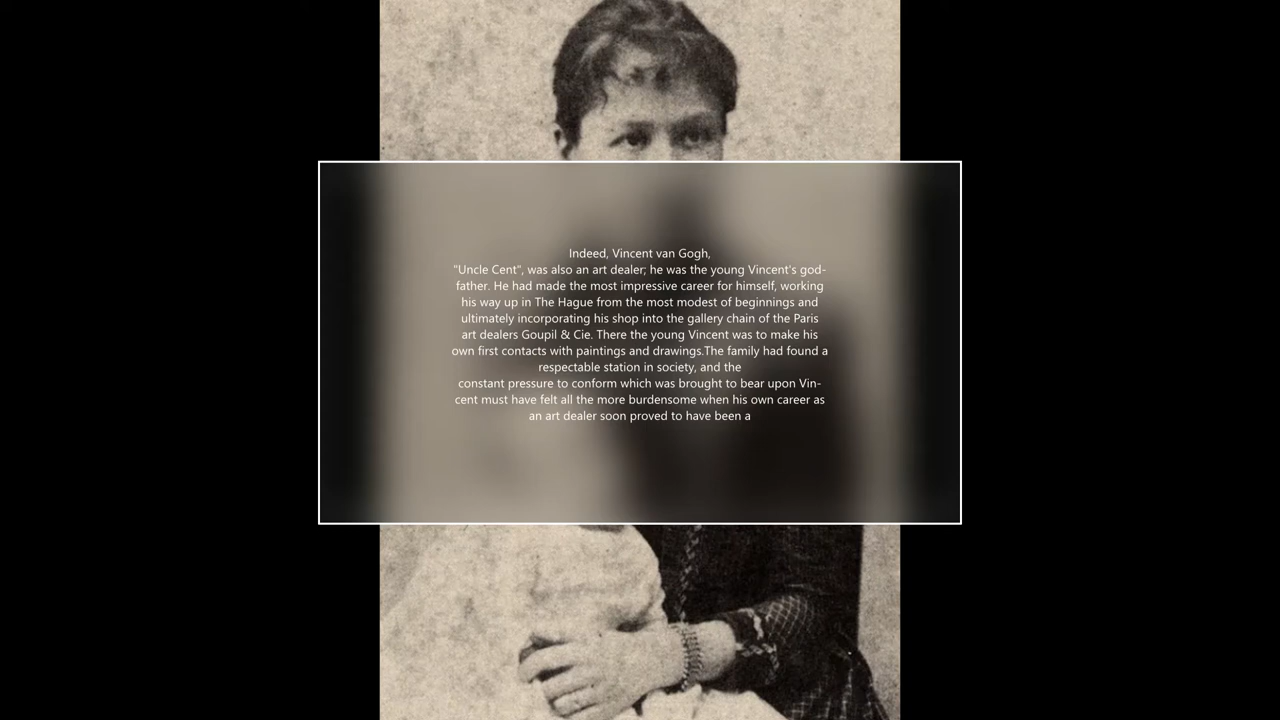 Indeed, Vincent van Gogh,
"Uncle Cent", was also an art dealer; he was the young Vincent's god-
father. He had made the most impressive career for himself, working
his way up in The Hague from the most modest of beginnings and
ultimately incorporating his shop into the gallery chain of the Paris
art dealers Goupil & Cie. There the young Vincent was to make his
own first contacts with paintings and drawings.The family had found a
respectable station in society, and the
constant pressure to conform which was brought to bear upon Vin-
cent must have felt all the more burdensome when his own career as
an art dealer soon proved to have been a